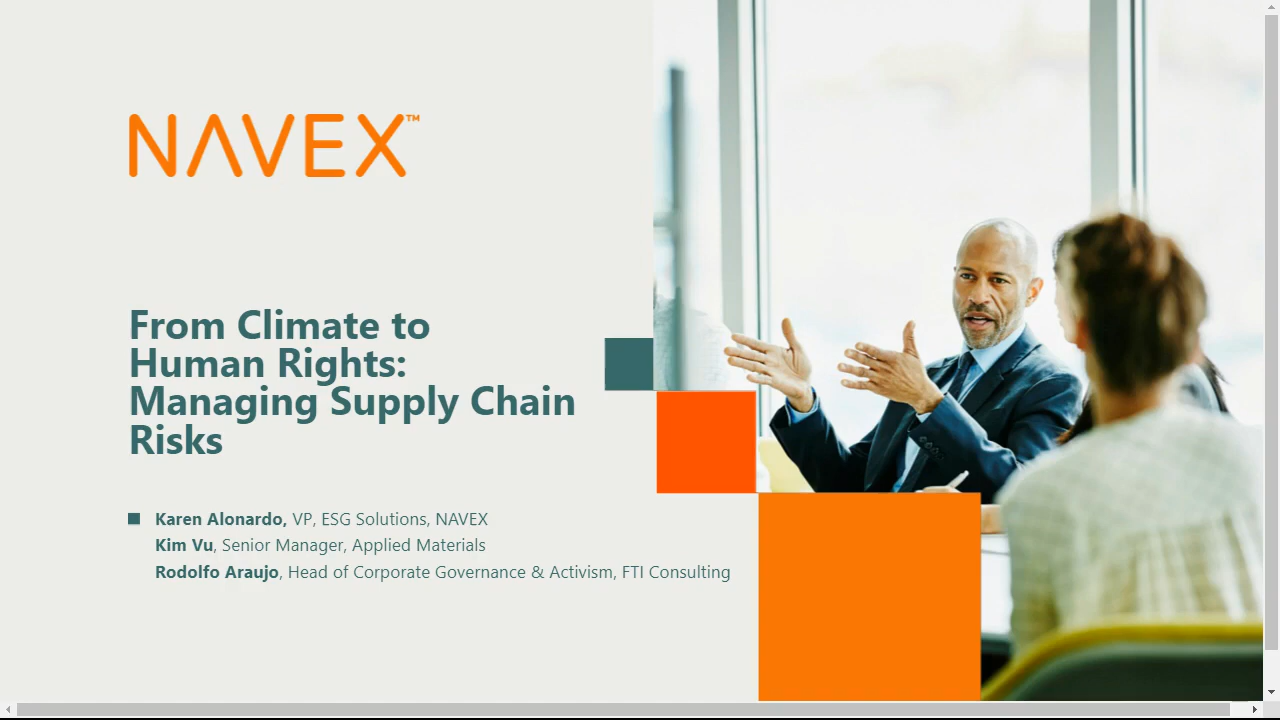 NAVEX™
From Climate to
Human Rights:
Managing Supply Chain
Risks
Karen Alonardo, VP, ESG Solutions, NAVEX
Kim Vu, Senior Manager, Applied Materials
Rodolfo Araujo, Head of Corporate Governance & Activism, FTI Consulting